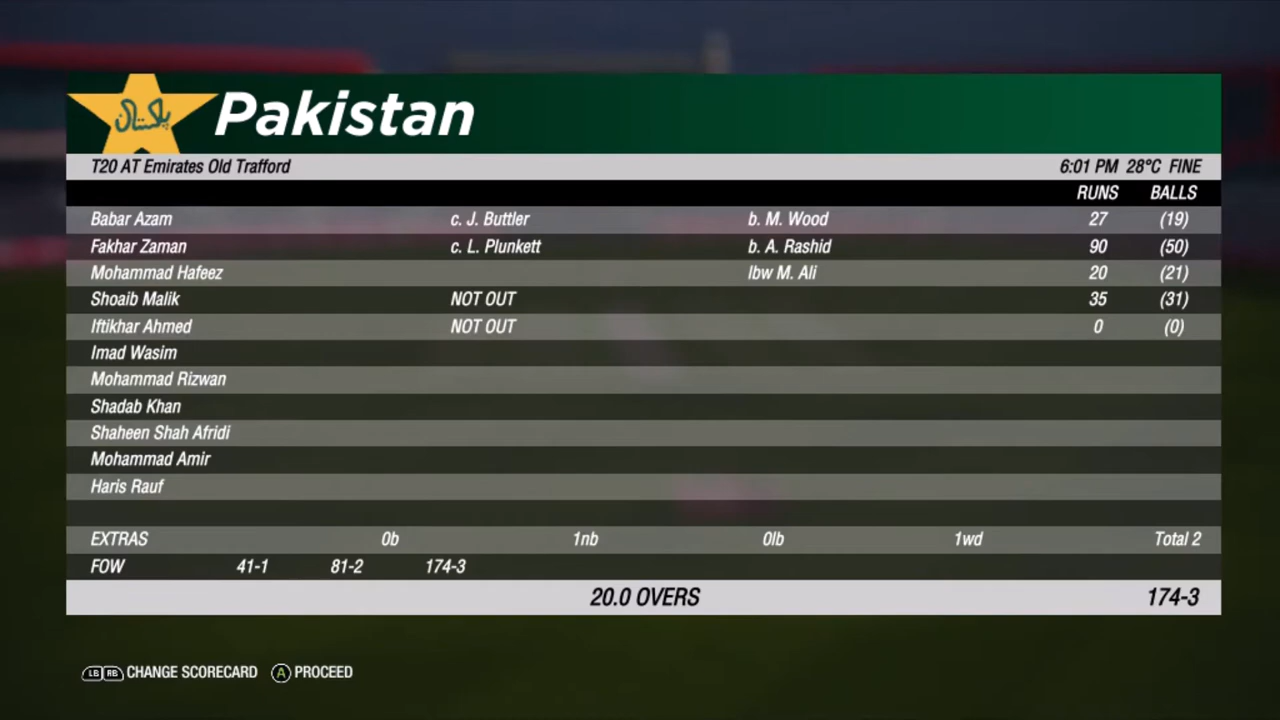 پاکستان
Pakistan
T20 AT Emirates Old Trafford 6:01 PM 28°C FINE
RUNS BALLS
Babar Azam c. J. Buttler b. M. Wood 27 (19)
Fakhar Zaman c. L. Plunkett b. A. Rashid 90 (50)
Mohammad Hafeez lbw M. Ali 20 (21)
Shoaib Malik NOT OUT 35 (31)
Iftikhar Ahmed NOT OUT 0 (0)
Imad Wasim
Mohammad Rizwan
Shadab Khan
Shaheen Shah Afridi
Mohammad Amir
Haris Rauf
EXTRAS 0b 1nb 0lb 1wd Total 2
FOW 41-1 81-2 174-3
20.0 OVERS 174-3
LB RB CHANGE SCORECARD A PROCEED